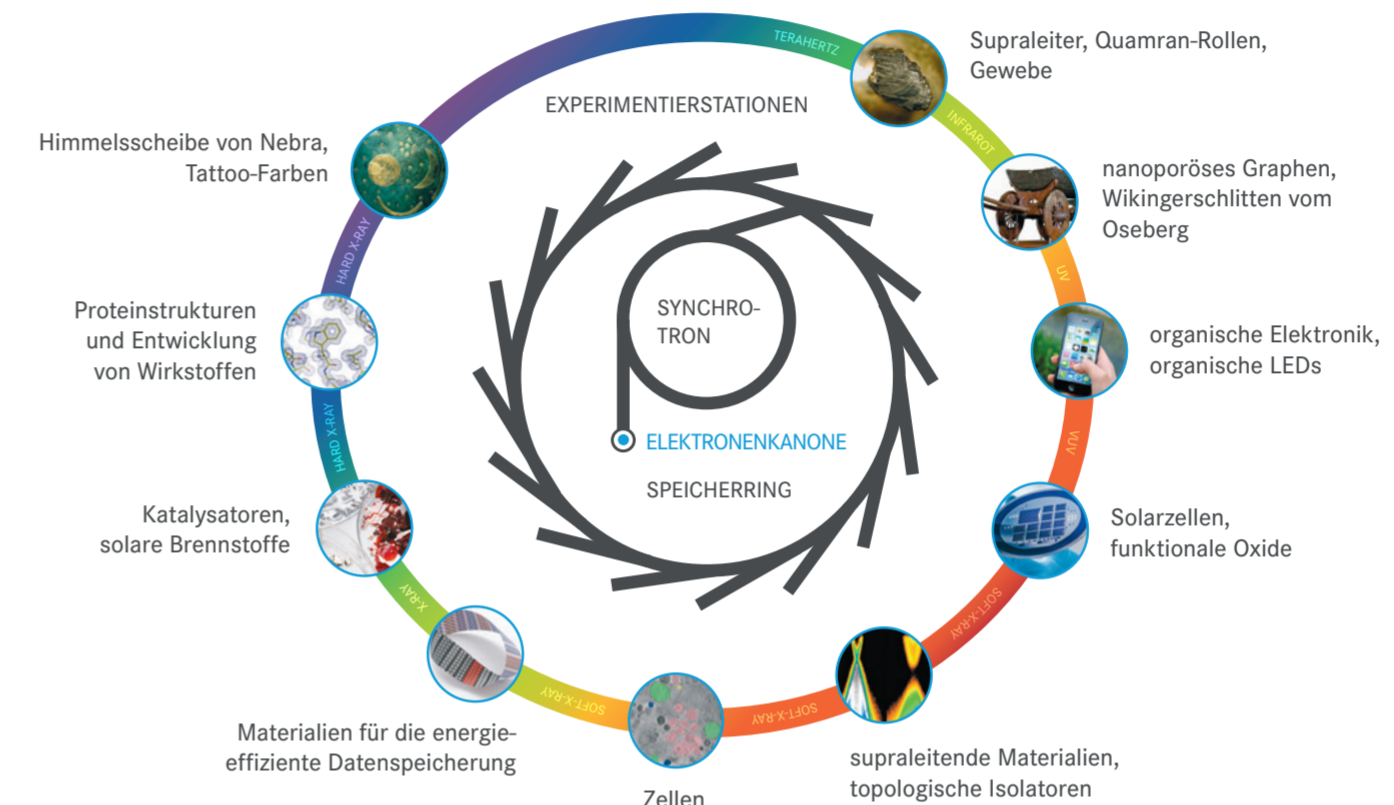 TERAHERTZ
Supraleiter, Quamran-Rollen,
Gewebe
EXPERIMENTIERSTATIONEN
INFRAROT
Himmelsscheibe von Nebra,
Tattoo-Farben
nanoporöses Graphen,
Wikingerschlitten vom
Oseberg
HARD X-RAY
UV
Proteinstrukturen
und Entwicklung
von Wirkstoffen
SYNCHRO-
TRON
organische Elektronik,
organische LEDs
HARD X-RAY
VUV
ELEKTRONENKANONE
SPEICHERRING
Katalysatoren,
solare Brennstoffe
Solarzellen,
funktionale Oxide
X-RAY
SOFT-X-RAY
SOFT-X-RAY
SOFT-X-RAY
Materialien für die energie-
effiziente Datenspeicherung
supraleitende Materialien,
topologische Isolatoren
Zellen